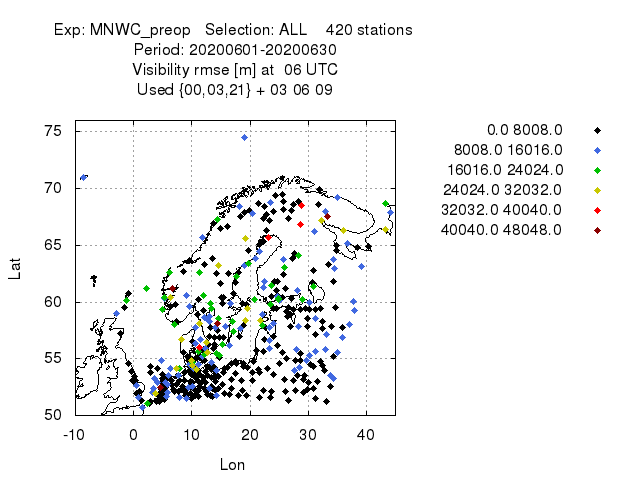 Exp: MNWC_preop   Selection: ALL    420 stations
Period: 20200601-20200630
Visibility rmse [m] at  06 UTC
Used {00,03,21} + 03 06 09
0.0 8008.0
8008.0 16016.0
16016.0 24024.0
24024.0 32032.0
32032.0 40040.0
40040.0 48048.0
75
70
65
60
55
50
Lat
-10 0 10 20 30 40
Lon